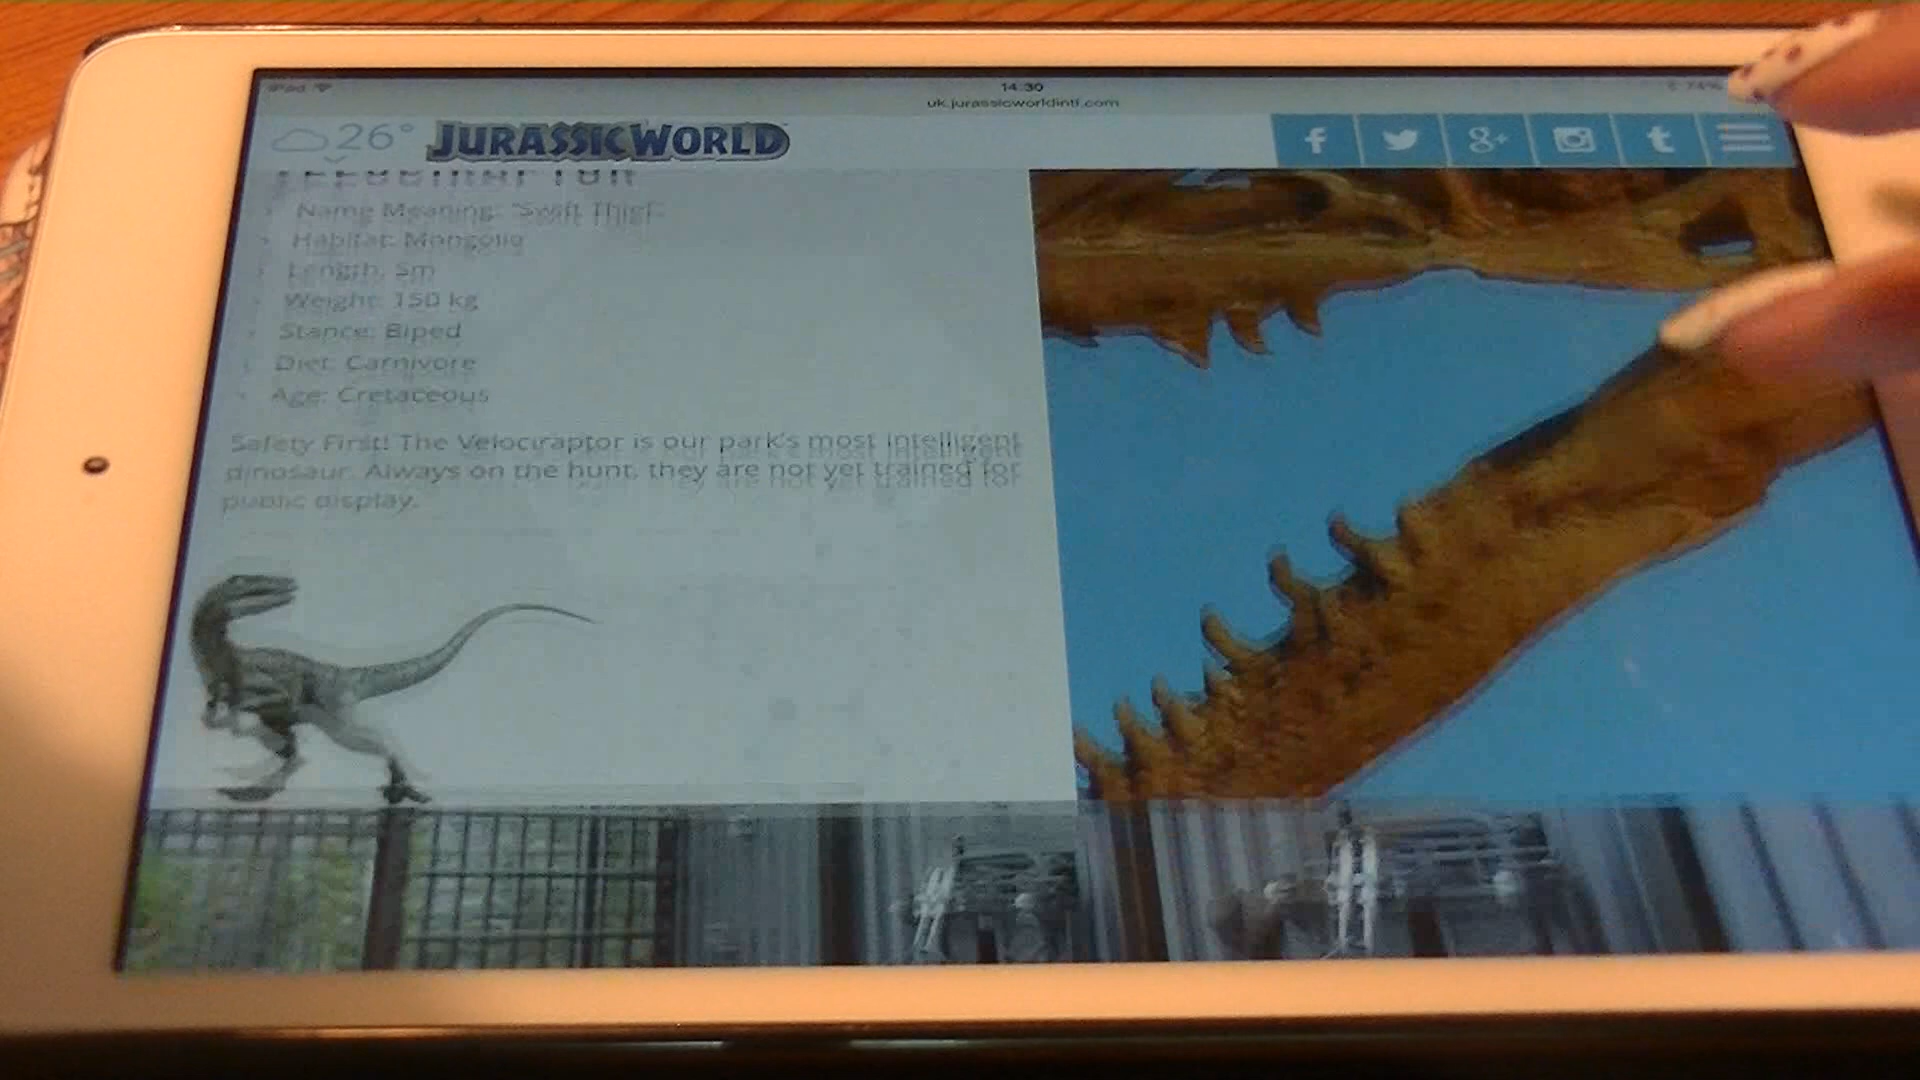 iPad 14:30 74%
uk.jurassicworldintl.com
26° JURASSIC WORLD f g+ t
Name Meaning: "Swift Thief"
Habitat: Mongolia
Length: 5m
Weight: 150 kg
Stance: Biped
Diet: Carnivore
Age: Cretaceous
Safety First! The Velociraptor is our park's most intelligent
dinosaur. Always on the hunt, they are not yet trained for
public display.